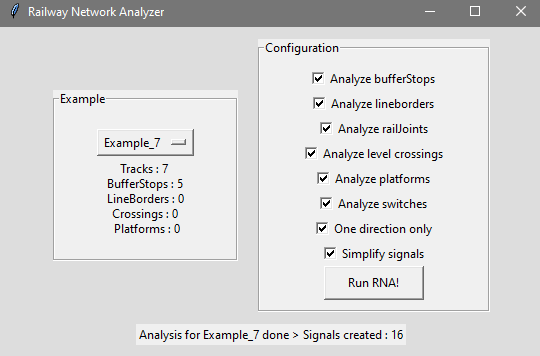 Railway Network Analyzer
Example
Example_7
Tracks : 7
BufferStops : 5
LineBorders : 0
Crossings : 0
Platforms : 0
Configuration
Analyze bufferStops
Analyze lineborders
Analyze railJoints
Analyze level crossings
Analyze platforms
Analyze switches
One direction only
Simplify signals
Run RNA!
Analysis for Example_7 done > Signals created : 16